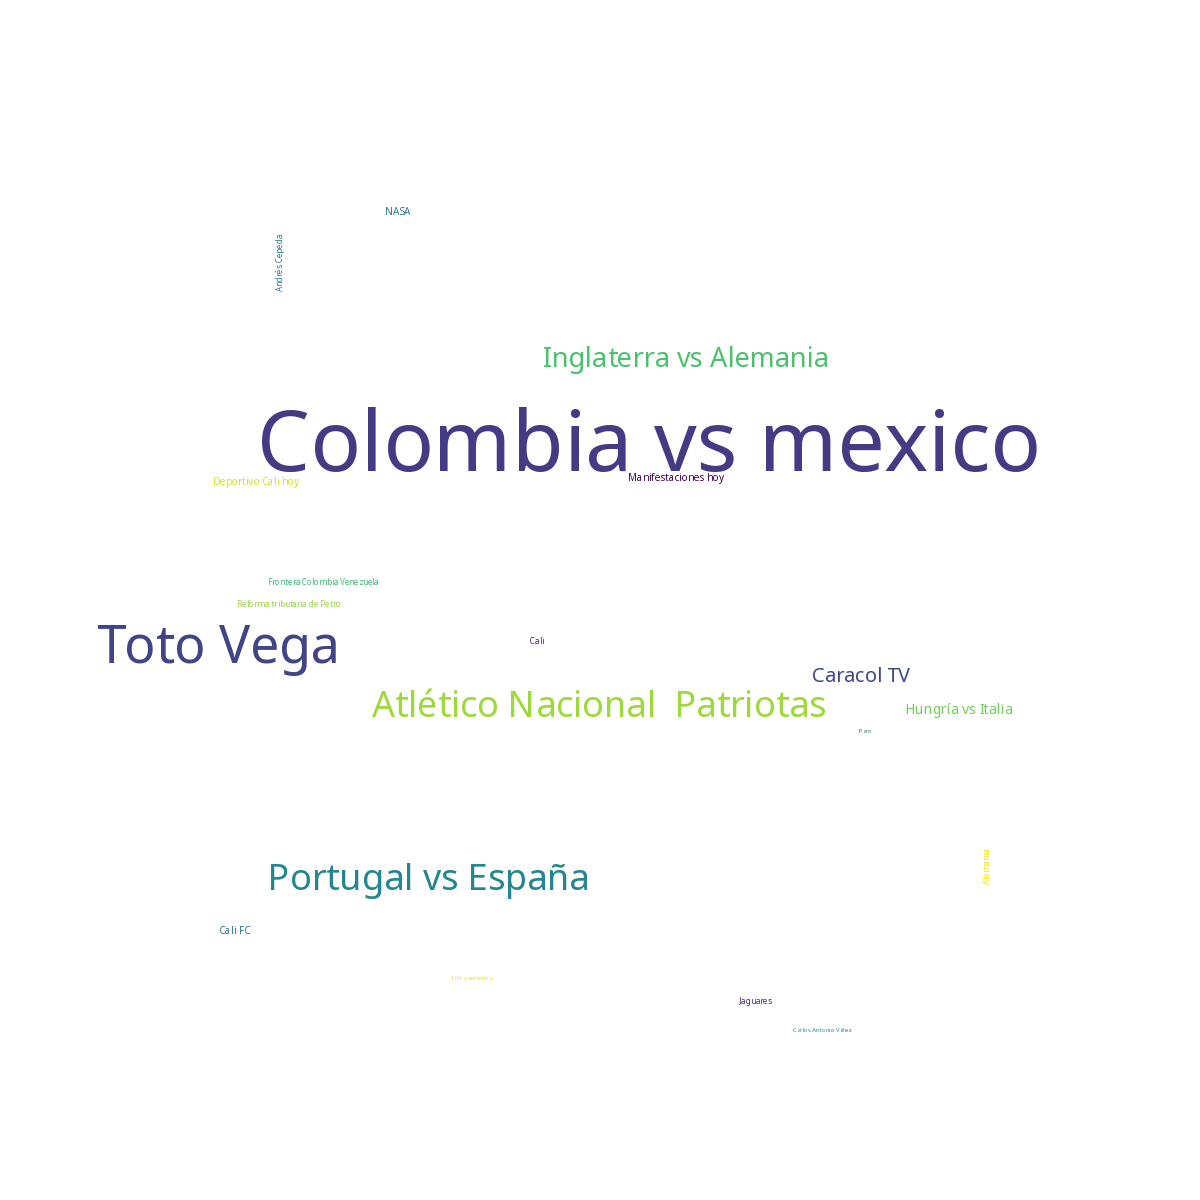 NASA
Andrés Cepeda
Inglaterra vs Alemania
Colombia vs mexico
Manifestaciones hoy
Deportivo Cali hoy
Frontera Colombia Venezuela
Reforma tributaria de Petro
Toto Vega
Cali
Caracol TV
Atlético Nacional  Patriotas
Hungría vs Italia
Paro
Portugal vs España
Alemania
Cali FC
Jaguares
Carlos Antonio Vélez